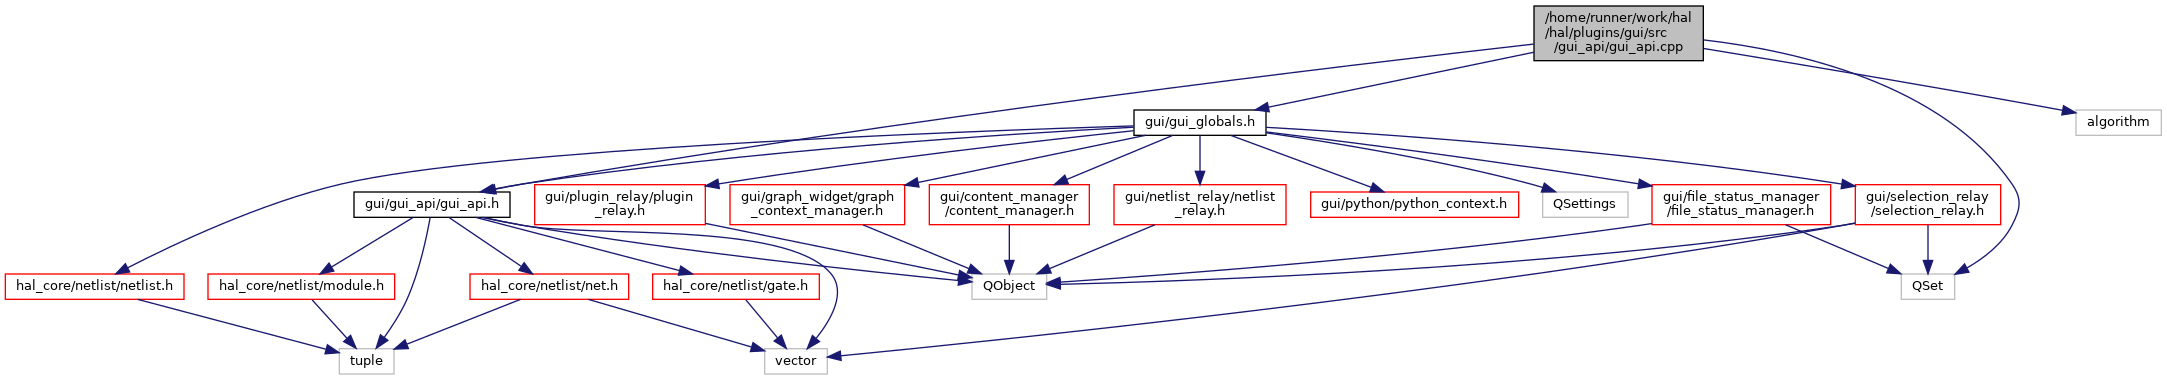 /home/runner/work/hal
/hal/plugins/gui/src
/gui_api/gui_api.cpp
gui/gui_globals.h
algorithm
gui/gui_api/gui_api.h
gui/plugin_relay/plugin
_relay.h
gui/graph_widget/graph
_context_manager.h
gui/content_manager
/content_manager.h
gui/netlist_relay/netlist
_relay.h
gui/python/python_context.h
QSettings
gui/file_status_manager
/file_status_manager.h
gui/selection_relay
/selection_relay.h
hal_core/netlist/netlist.h
hal_core/netlist/module.h
hal_core/netlist/net.h
hal_core/netlist/gate.h
QObject
QSet
tuple
vector